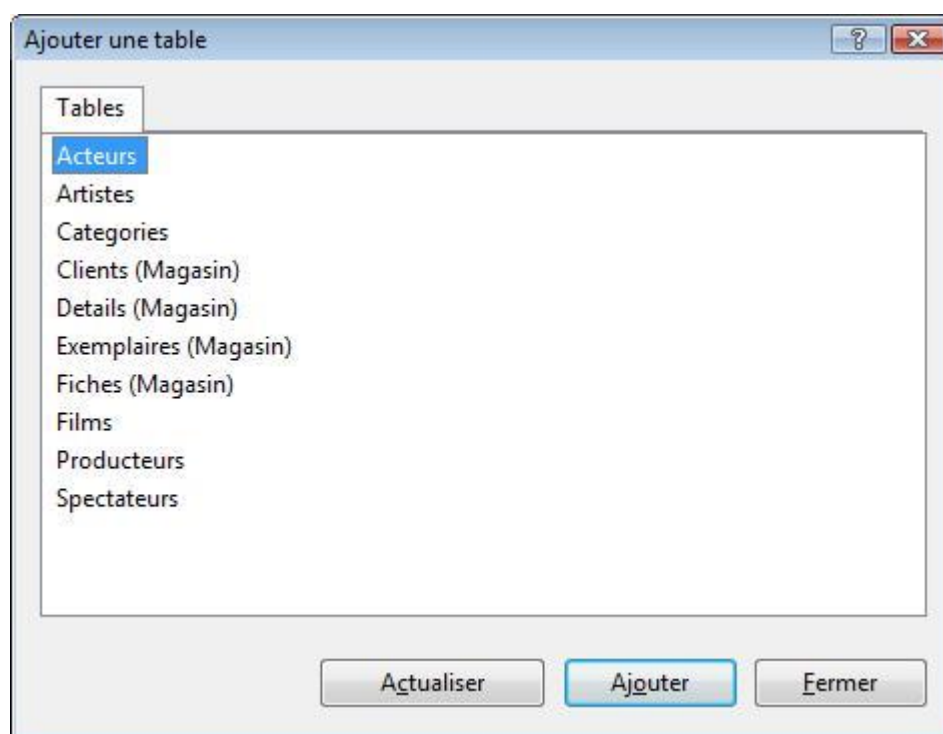 Ajouter une table
Tables
Acteurs
Artistes
Categories
Clients (Magasin)
Details (Magasin)
Exemplaires (Magasin)
Fiches (Magasin)
Films
Producteurs
Spectateurs
Actualiser Ajouter Fermer